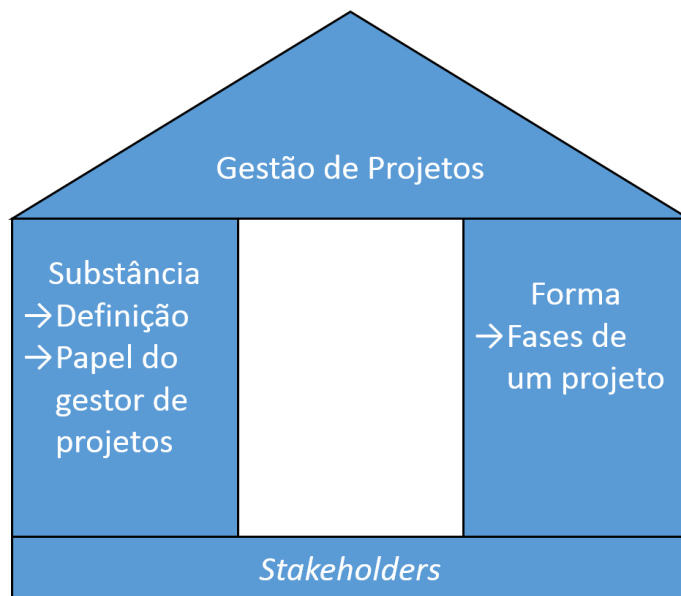 Gestão de Projetos
Substância
→Definição
→Papel do
gestor de
projetos
Forma
→Fases de
um projeto
Stakeholders